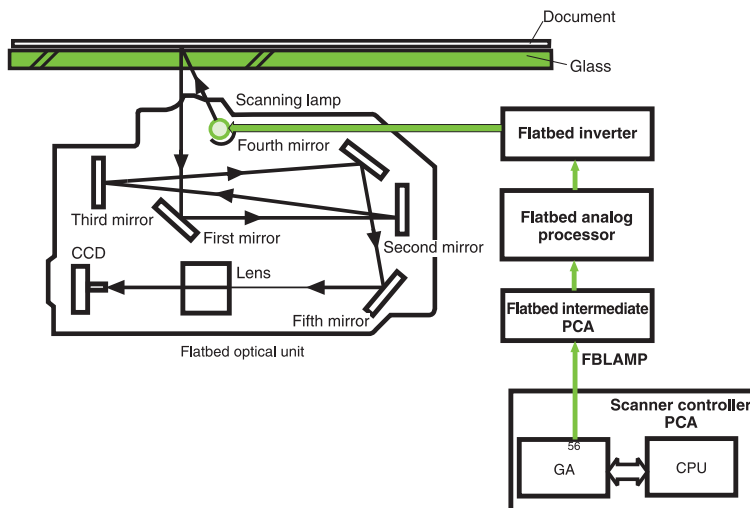 Document
Glass
Scanning lamp
Flatbed inverter
Fourth mirror
Third mirror
First mirror
Second mirror
Flatbed analog
processor
CCD
Lens
Fifth mirror
Flatbed intermediate
PCA
Flatbed optical unit
FBLAMP
Scanner controller
PCA
56
GA
CPU